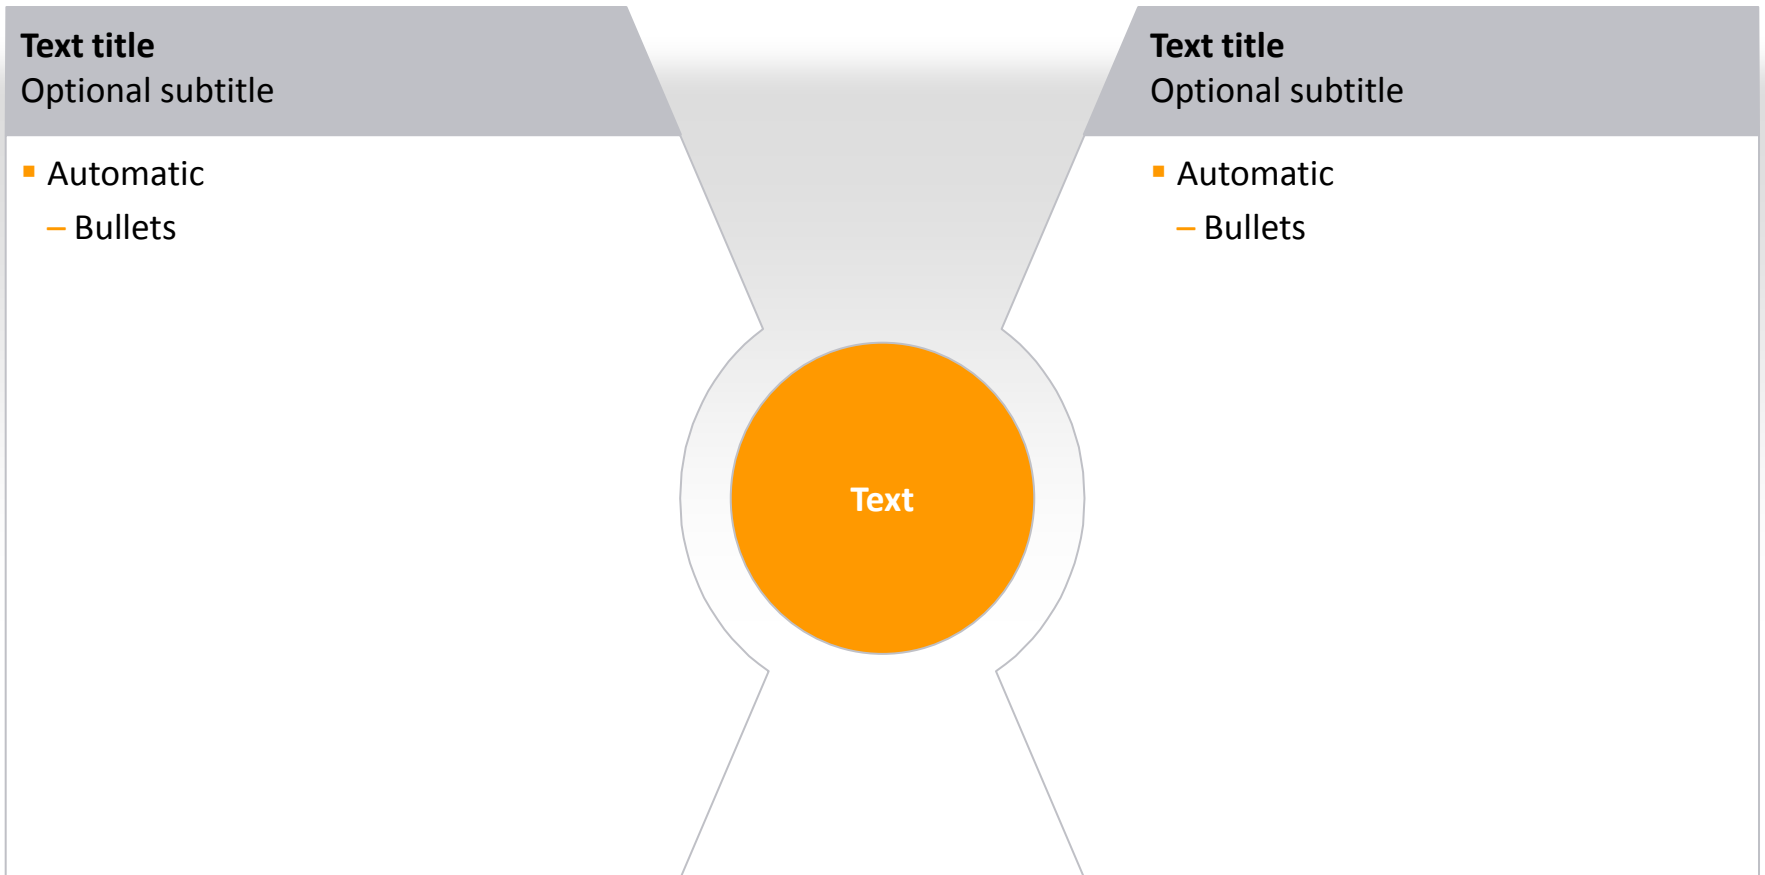 Text title
Optional subtitle
▪ Automatic
– Bullets
Text
Text title
Optional subtitle
▪ Automatic
– Bullets